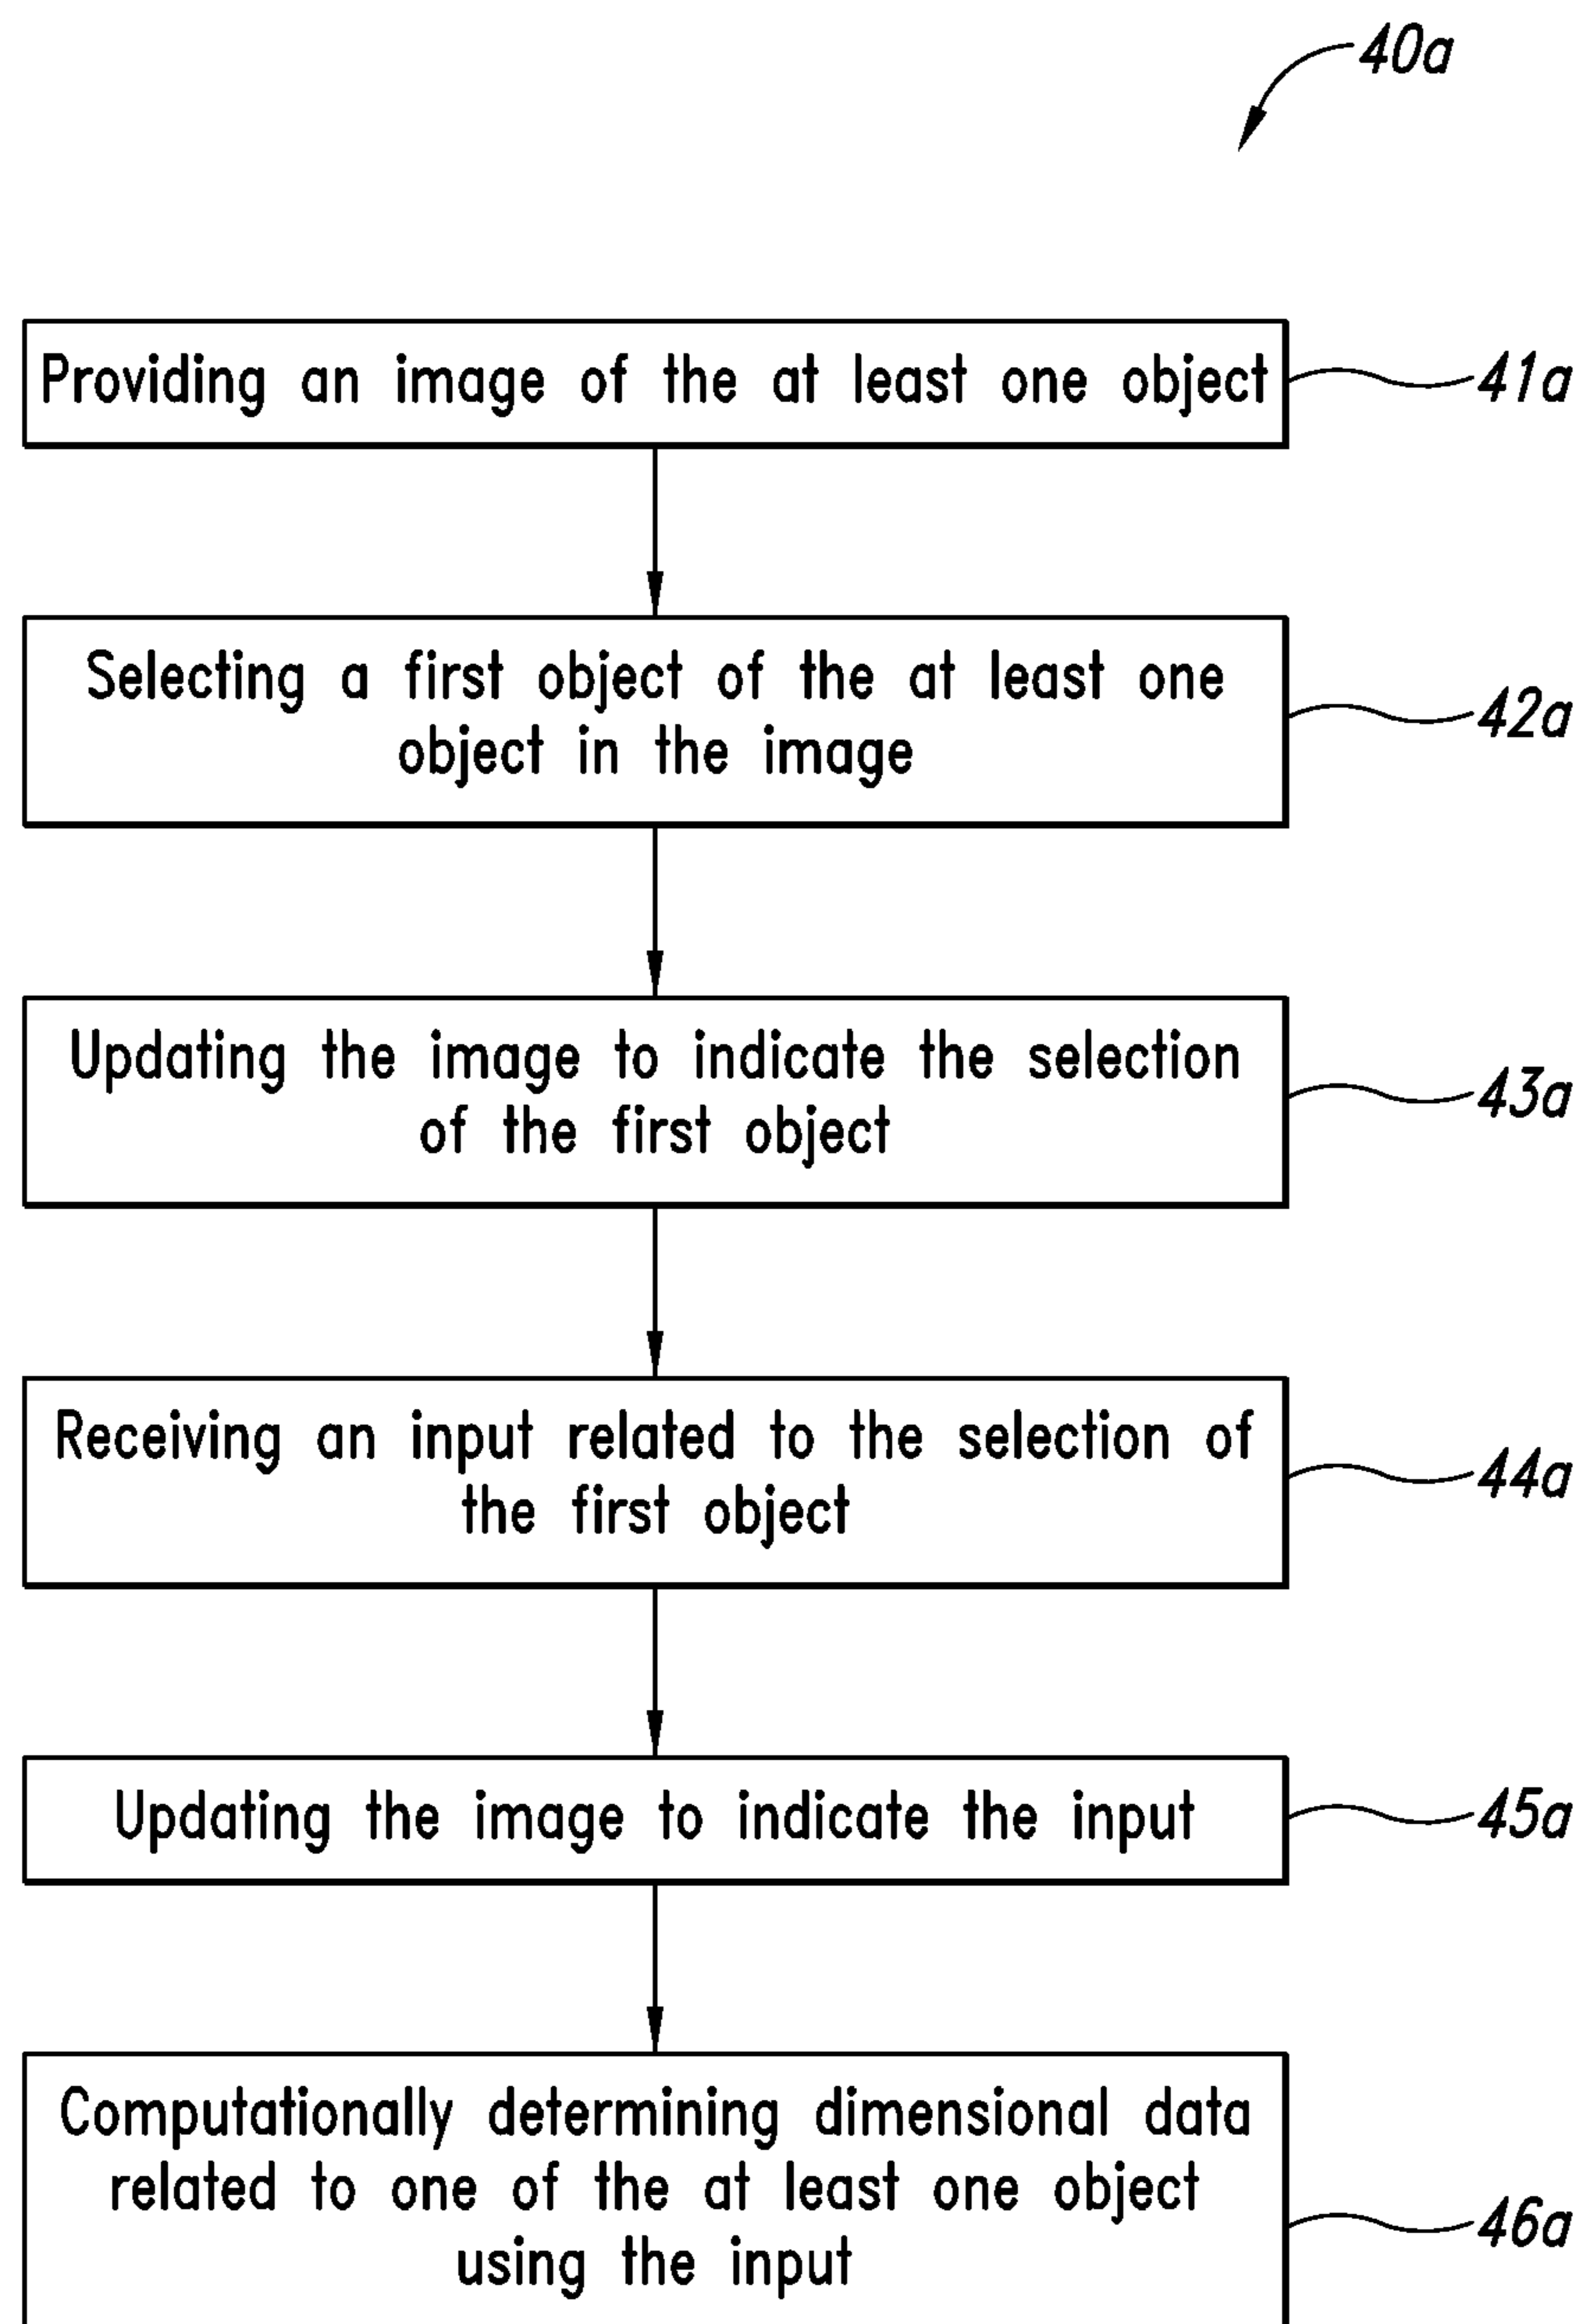 40a
Providing an image of the at least one object
41a
Selecting a first object of the at least one
object in the image
42a
Updating the image to indicate the selection
of the first object
43a
Receiving an input related to the selection of
the first object
44a
Updating the image to indicate the input
45a
Computationally determining dimensional data
related to one of the at least one object
using the input
46a